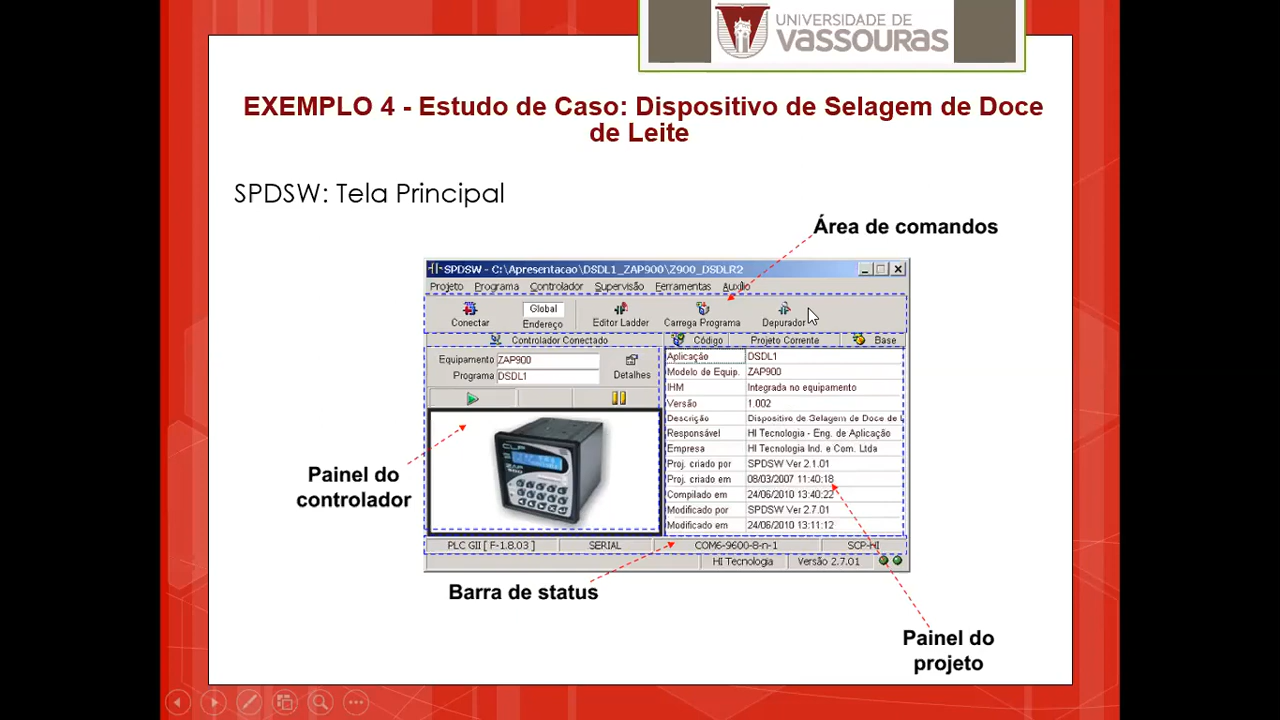 UNIVERSIDADE DE
VASSOURAS
EXEMPLO 4 - Estudo de Caso: Dispositivo de Selagem de Doce
de Leite
SPDSW: Tela Principal
Área de comandos
SPDSW - C:\Apresentacao\DSDL1_ZAP900\Z900_DSDLR2
Projeto Programa Controlador Supervisão Ferramentas Auxílio
Conectar
Global
Endereço
Editor Ladder
Carrega Programa
Depurador
Controlador Conectado
Código Projeto Corrente Base
Equipamento ZAP900
Programa DSDL1
Detalhes
Aplicação DSDL1
Modelo de Equip. ZAP900
IHM Integrada no equipamento
Versão 1.002
Descrição Dispositivo de Selagem de Doce de L
Responsável HI Tecnologia - Eng. de Aplicação
Empresa HI Tecnologia Ind. e Com. Ltda
Proj. criado por SPDSW Ver 2.1.01
Proj. criado em 08/03/2007 11:40:18
Compilado em 24/06/2010 13:40:22
Modificado por SPDSW Ver 2.7.01
Modificado em 24/06/2010 13:11:12
Painel do
controlador
PLC GII [ F-1.8.03 ] SERIAL COM6-9600-8-n-1 SCP-HI
HI Tecnologia Versão 2.7.01
Barra de status
Painel do
projeto